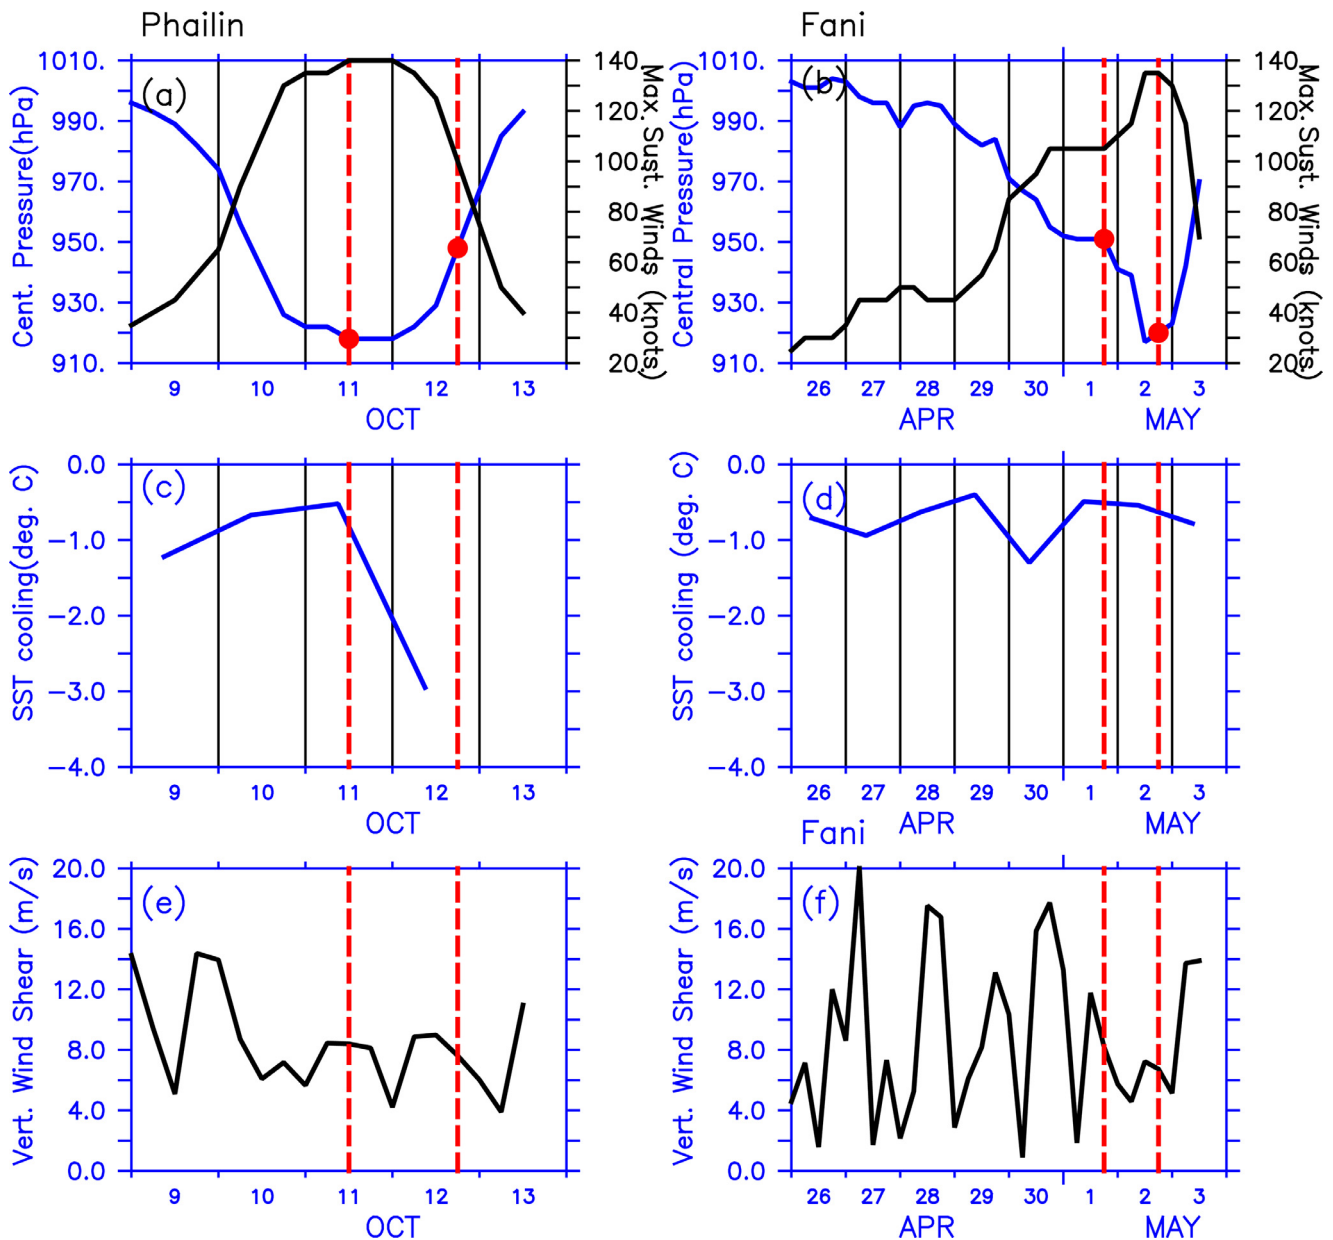 Phailin
Fani
(a)
(b)
Cent. Pressure(hPa)
1010.
990.
970.
950.
930.
910.
140.
120.
100.
80.
60.
40.
20.
Max. Sust. Winds (knots)
9 10 11 12 13
OCT
Central Pressure(hPa)
1010.
990.
970.
950.
930.
910.
140.
120.
100.
80.
60.
40.
20.
Max. Sust. Winds (knots)
26 27 28 29 30 1 2 3
APR MAY
(c)
SST cooling(deg. C)
0.0
−1.0
−2.0
−3.0
−4.0
9 10 11 12 13
OCT
(d)
SST cooling (deg. C)
0.0
−1.0
−2.0
−3.0
−4.0
26 27 28 29 30 1 2 3
APR MAY
Fani
(e)
Vert. Wind Shear (m/s)
20.0
16.0
12.0
8.0
4.0
0.0
9 10 11 12 13
OCT
(f)
Vert. Wind Shear (m/s)
20.0
16.0
12.0
8.0
4.0
0.0
26 27 28 29 30 1 2 3
APR MAY